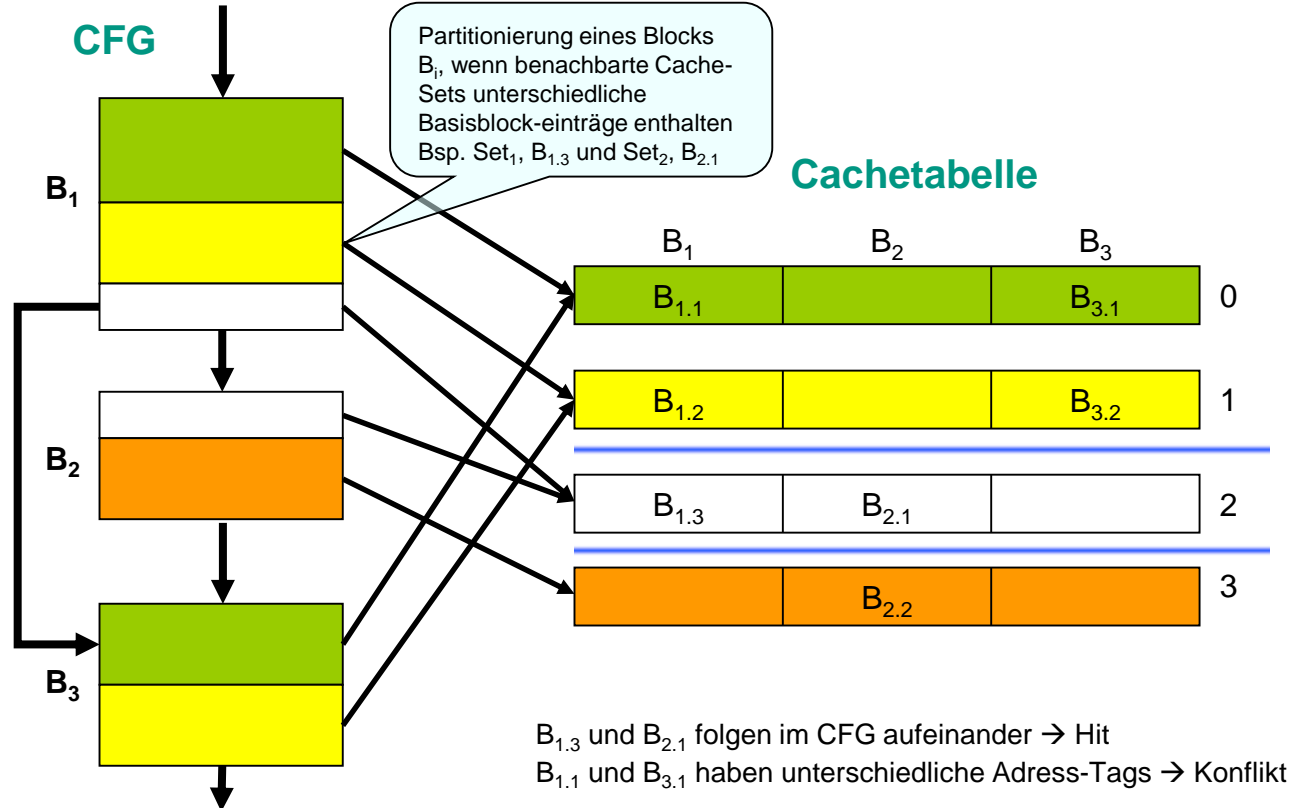 CFG
Partitionierung eines Blocks
Bi, wenn benachbarte Cache-
Sets unterschiedliche
Basisblock-einträge enthalten
Bsp. Set1, B1.3 und Set2, B2.1
Cachetabelle
B1
B2
B3
B1 B2 B3
B1.1 B3.1 0
B1.2 B3.2 1
B1.3 B2.1 2
B2.2 3
B1.3 und B2.1 folgen im CFG aufeinander → Hit
B1.1 und B3.1 haben unterschiedliche Adress-Tags → Konflikt